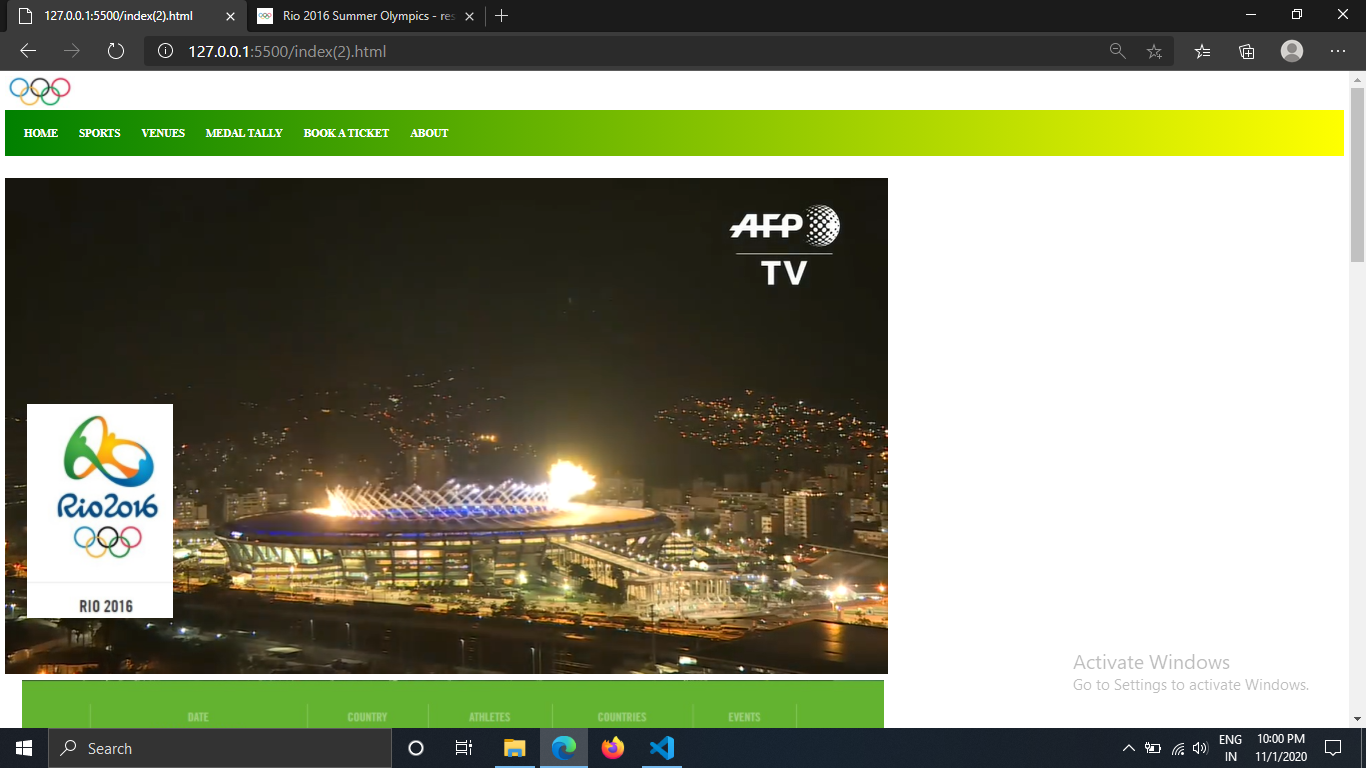 127.0.0.1:5500/index(2).html
Rio 2016 Summer Olympics - res
127.0.0.1:5500/index(2).html
HOME SPORTS VENUES MEDAL TALLY BOOK A TICKET ABOUT
AFP
TV
Rio2016
RIO 2016
Activate Windows
Go to Settings to activate Windows.
DATE COUNTRY ATHLETES COUNTRIES EVENTS
Search
ENG
IN
10:00 PM
11/1/2020